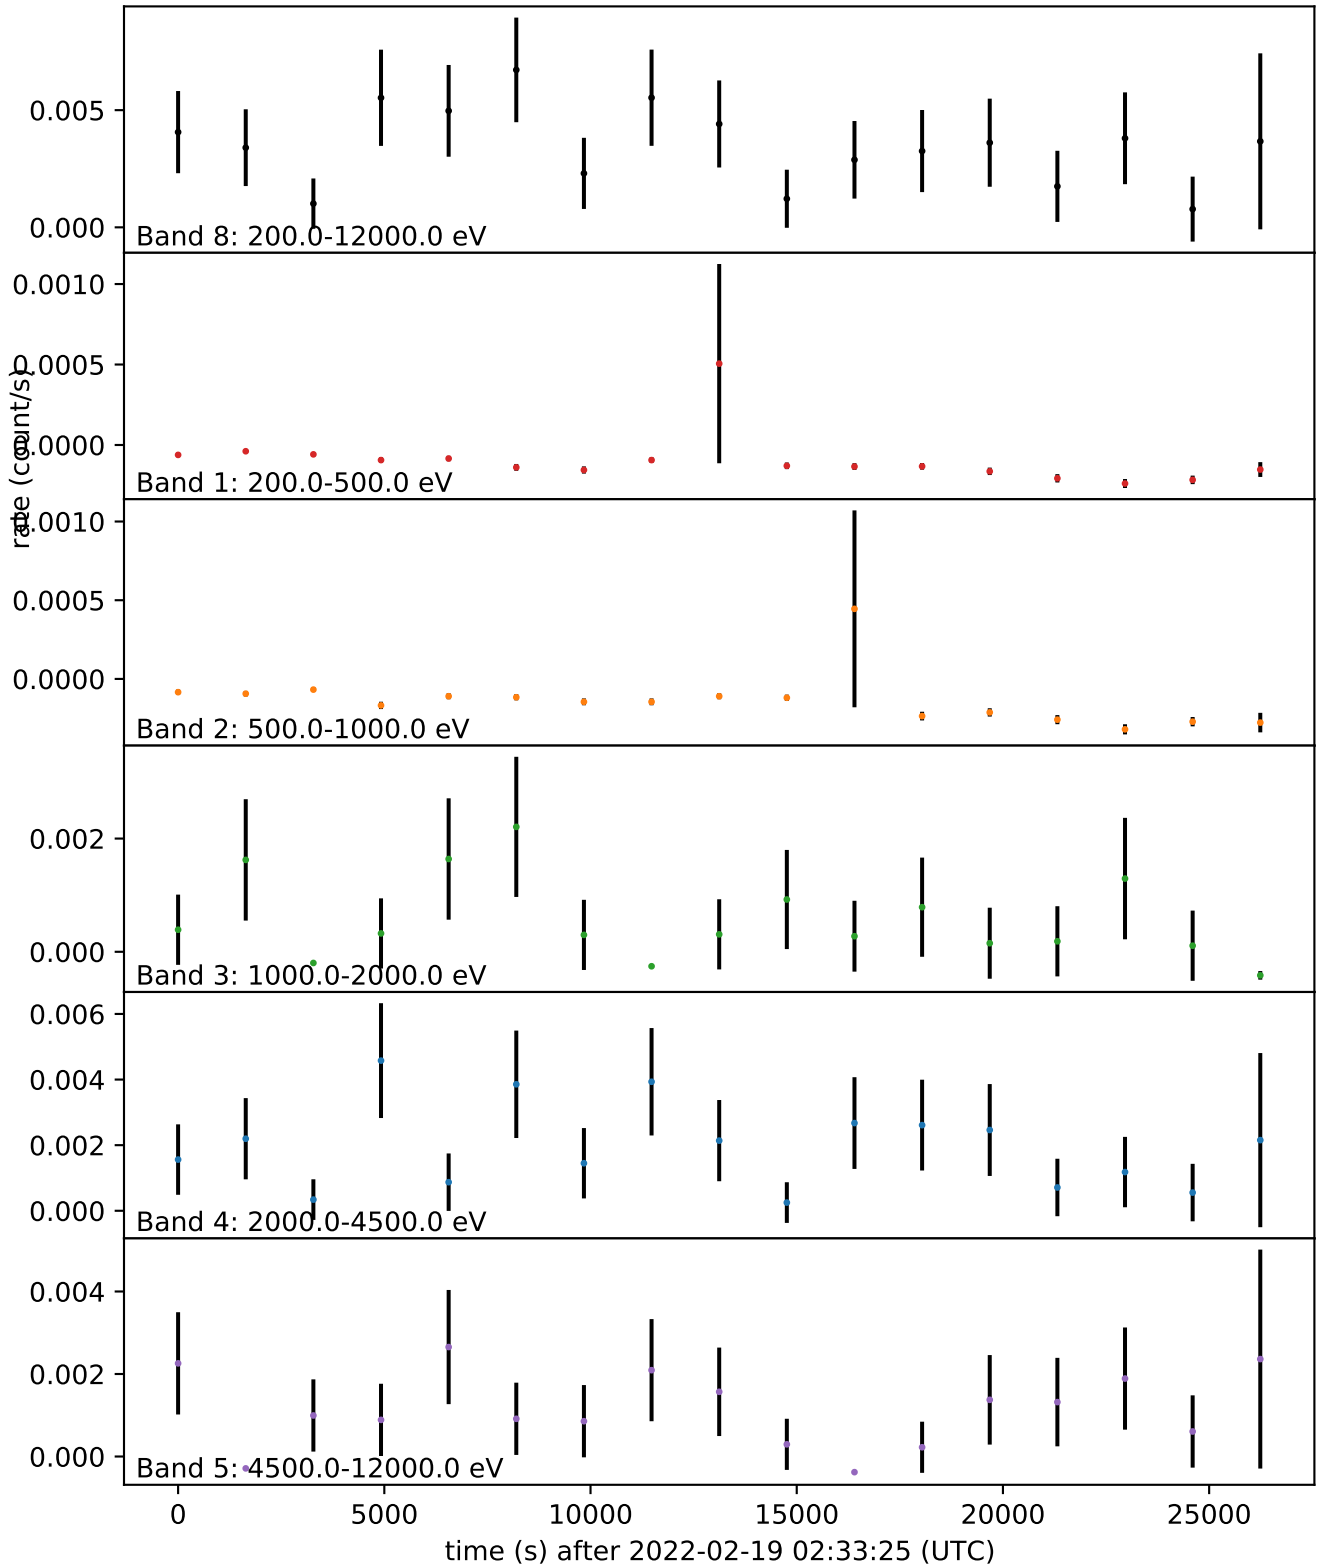 0.005
0.000
Band 8: 200.0-12000.0 eV
0.0010
0.0005
0.0000
Band 1: 200.0-500.0 eV
rate (count/s)
0.0010
0.0005
0.0000
Band 2: 500.0-1000.0 eV
0.002
0.000
Band 3: 1000.0-2000.0 eV
0.006
0.004
0.002
0.000
Band 4: 2000.0-4500.0 eV
0.004
0.002
0.000
Band 5: 4500.0-12000.0 eV
0 5000 10000 15000 20000 25000
time (s) after 2022-02-19 02:33:25 (UTC)